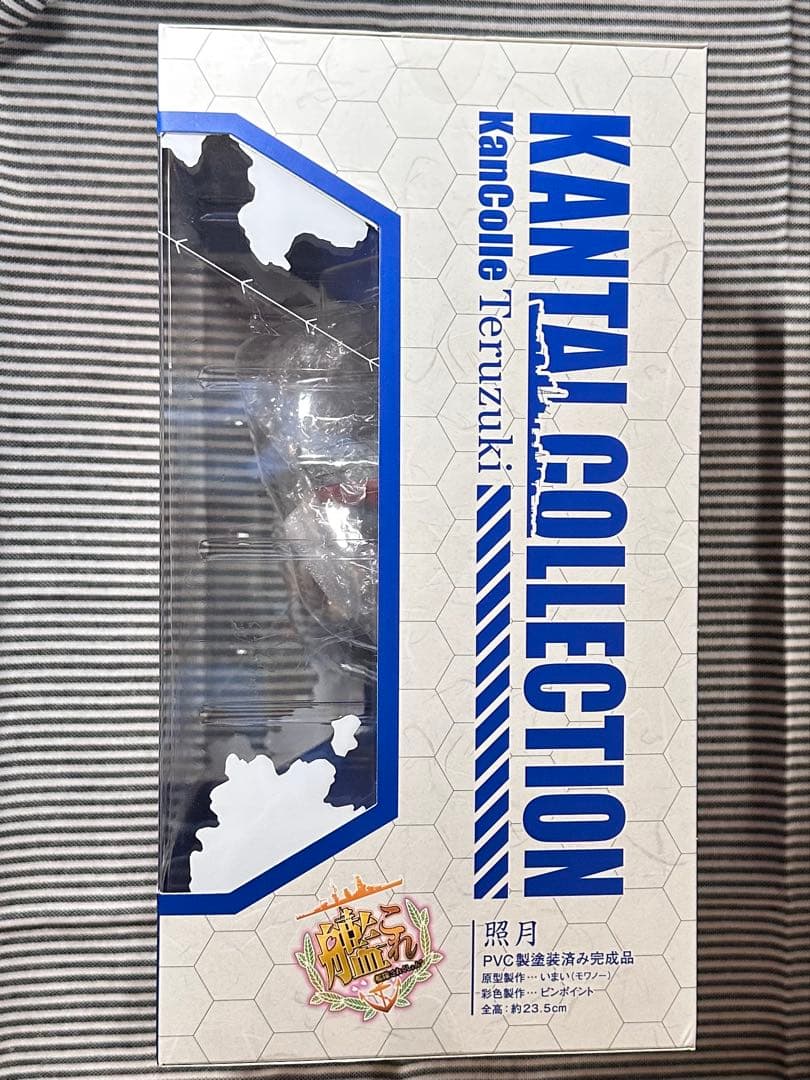 KANTAI COLLECTION
KanColle Teruzuki
艦これ
照月
PVC製塗装済み完成品
原型製作…いまい(モワノー)
彩色製作…ピンポイント
全高:約23.5cm